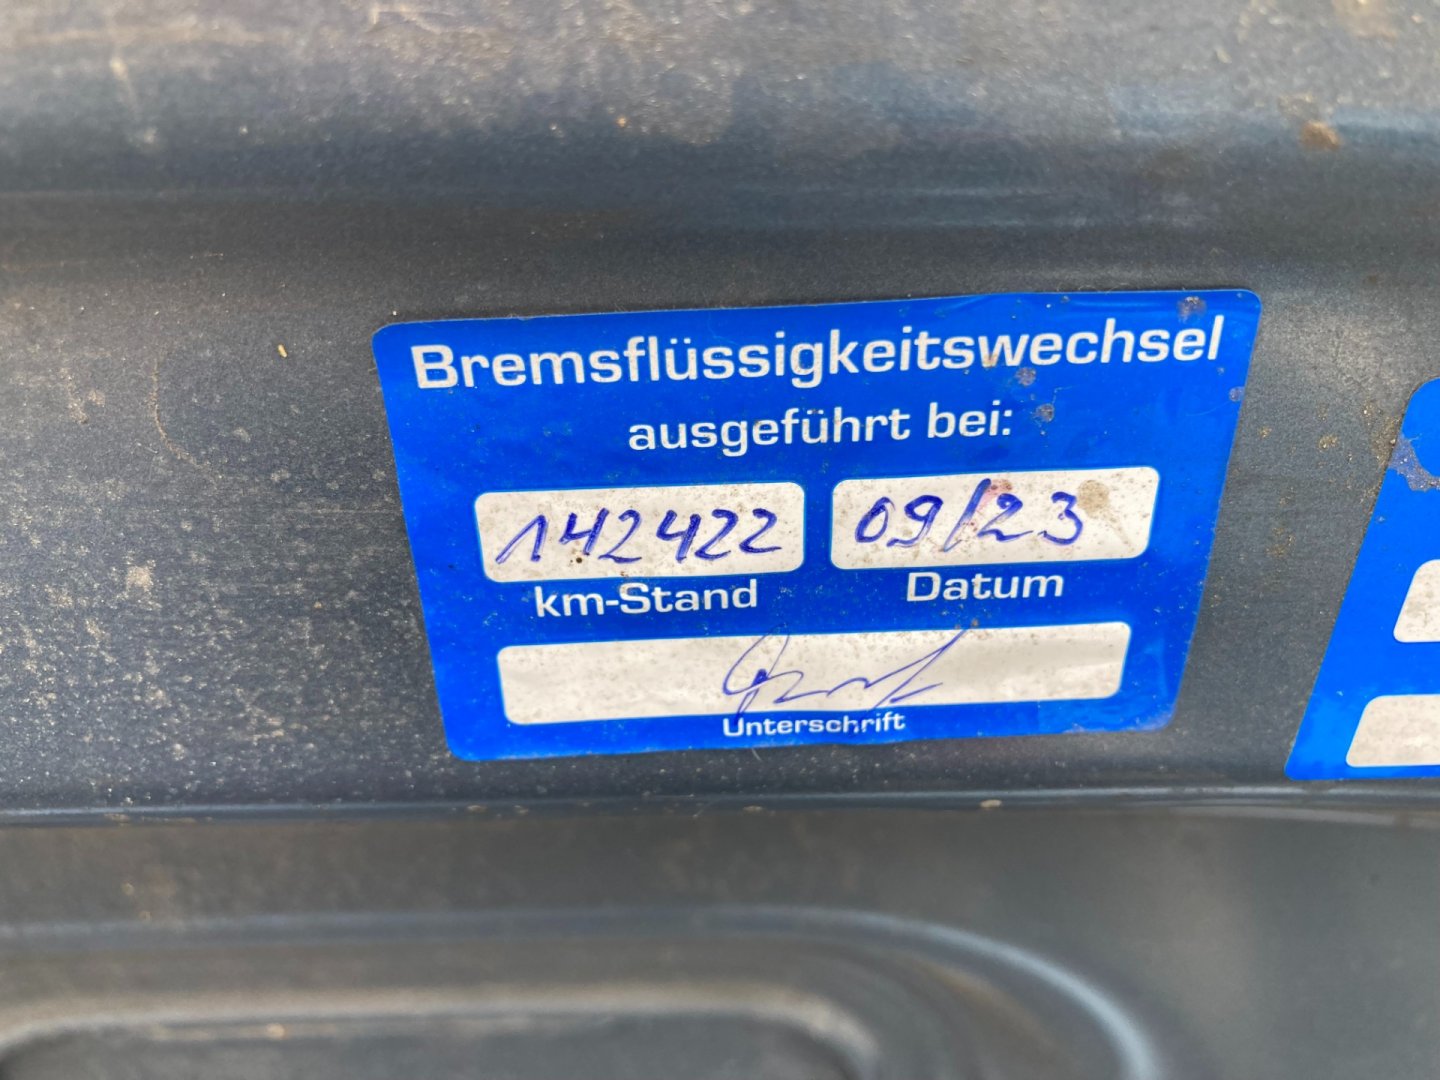 Bremsflüssigkeitswechsel
ausgeführt bei:
142422 09/23
km-Stand Datum
Unterschrift